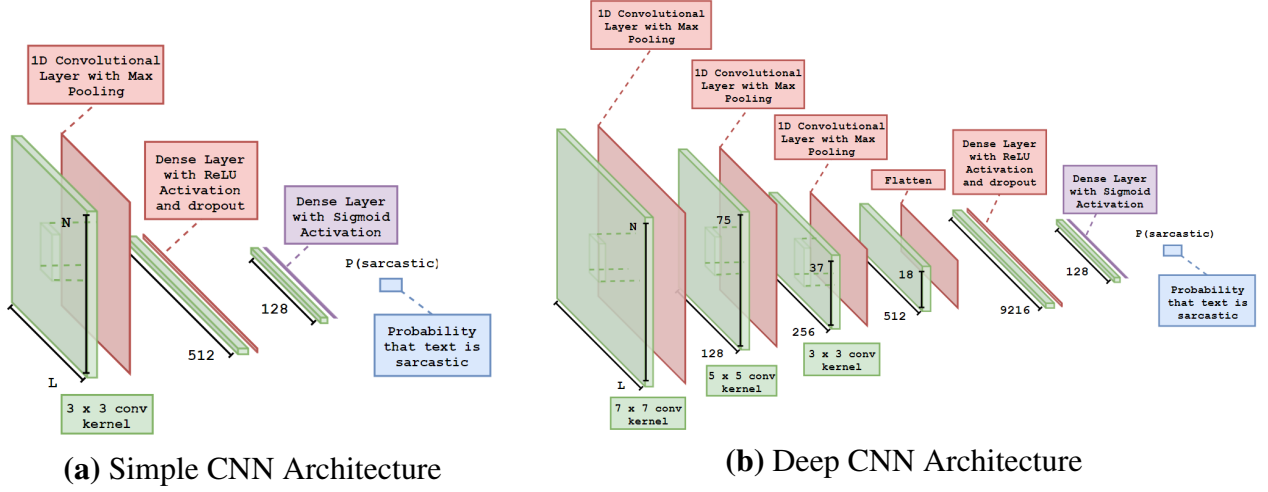 1D Convolutional
Layer with Max
Pooling
Dense Layer
with ReLU
Activation
and dropout
Dense Layer
with Sigmoid
Activation
N
P(sarcastic)
128
512
L
Probability
that text is
sarcastic
3 x 3 conv
kernel
(a) Simple CNN Architecture
1D Convolutional
Layer with Max
Pooling
1D Convolutional
Layer with Max
Pooling
1D Convolutional
Layer with Max
Pooling
Flatten
Dense Layer
with ReLU
Activation
and dropout
Dense Layer
with Sigmoid
Activation
N
75
37
18
P(sarcastic)
128
9216
512
256
128
L
Probability
that text is
sarcastic
3 x 3 conv
kernel
5 x 5 conv
kernel
7 x 7 conv
kernel
(b) Deep CNN Architecture